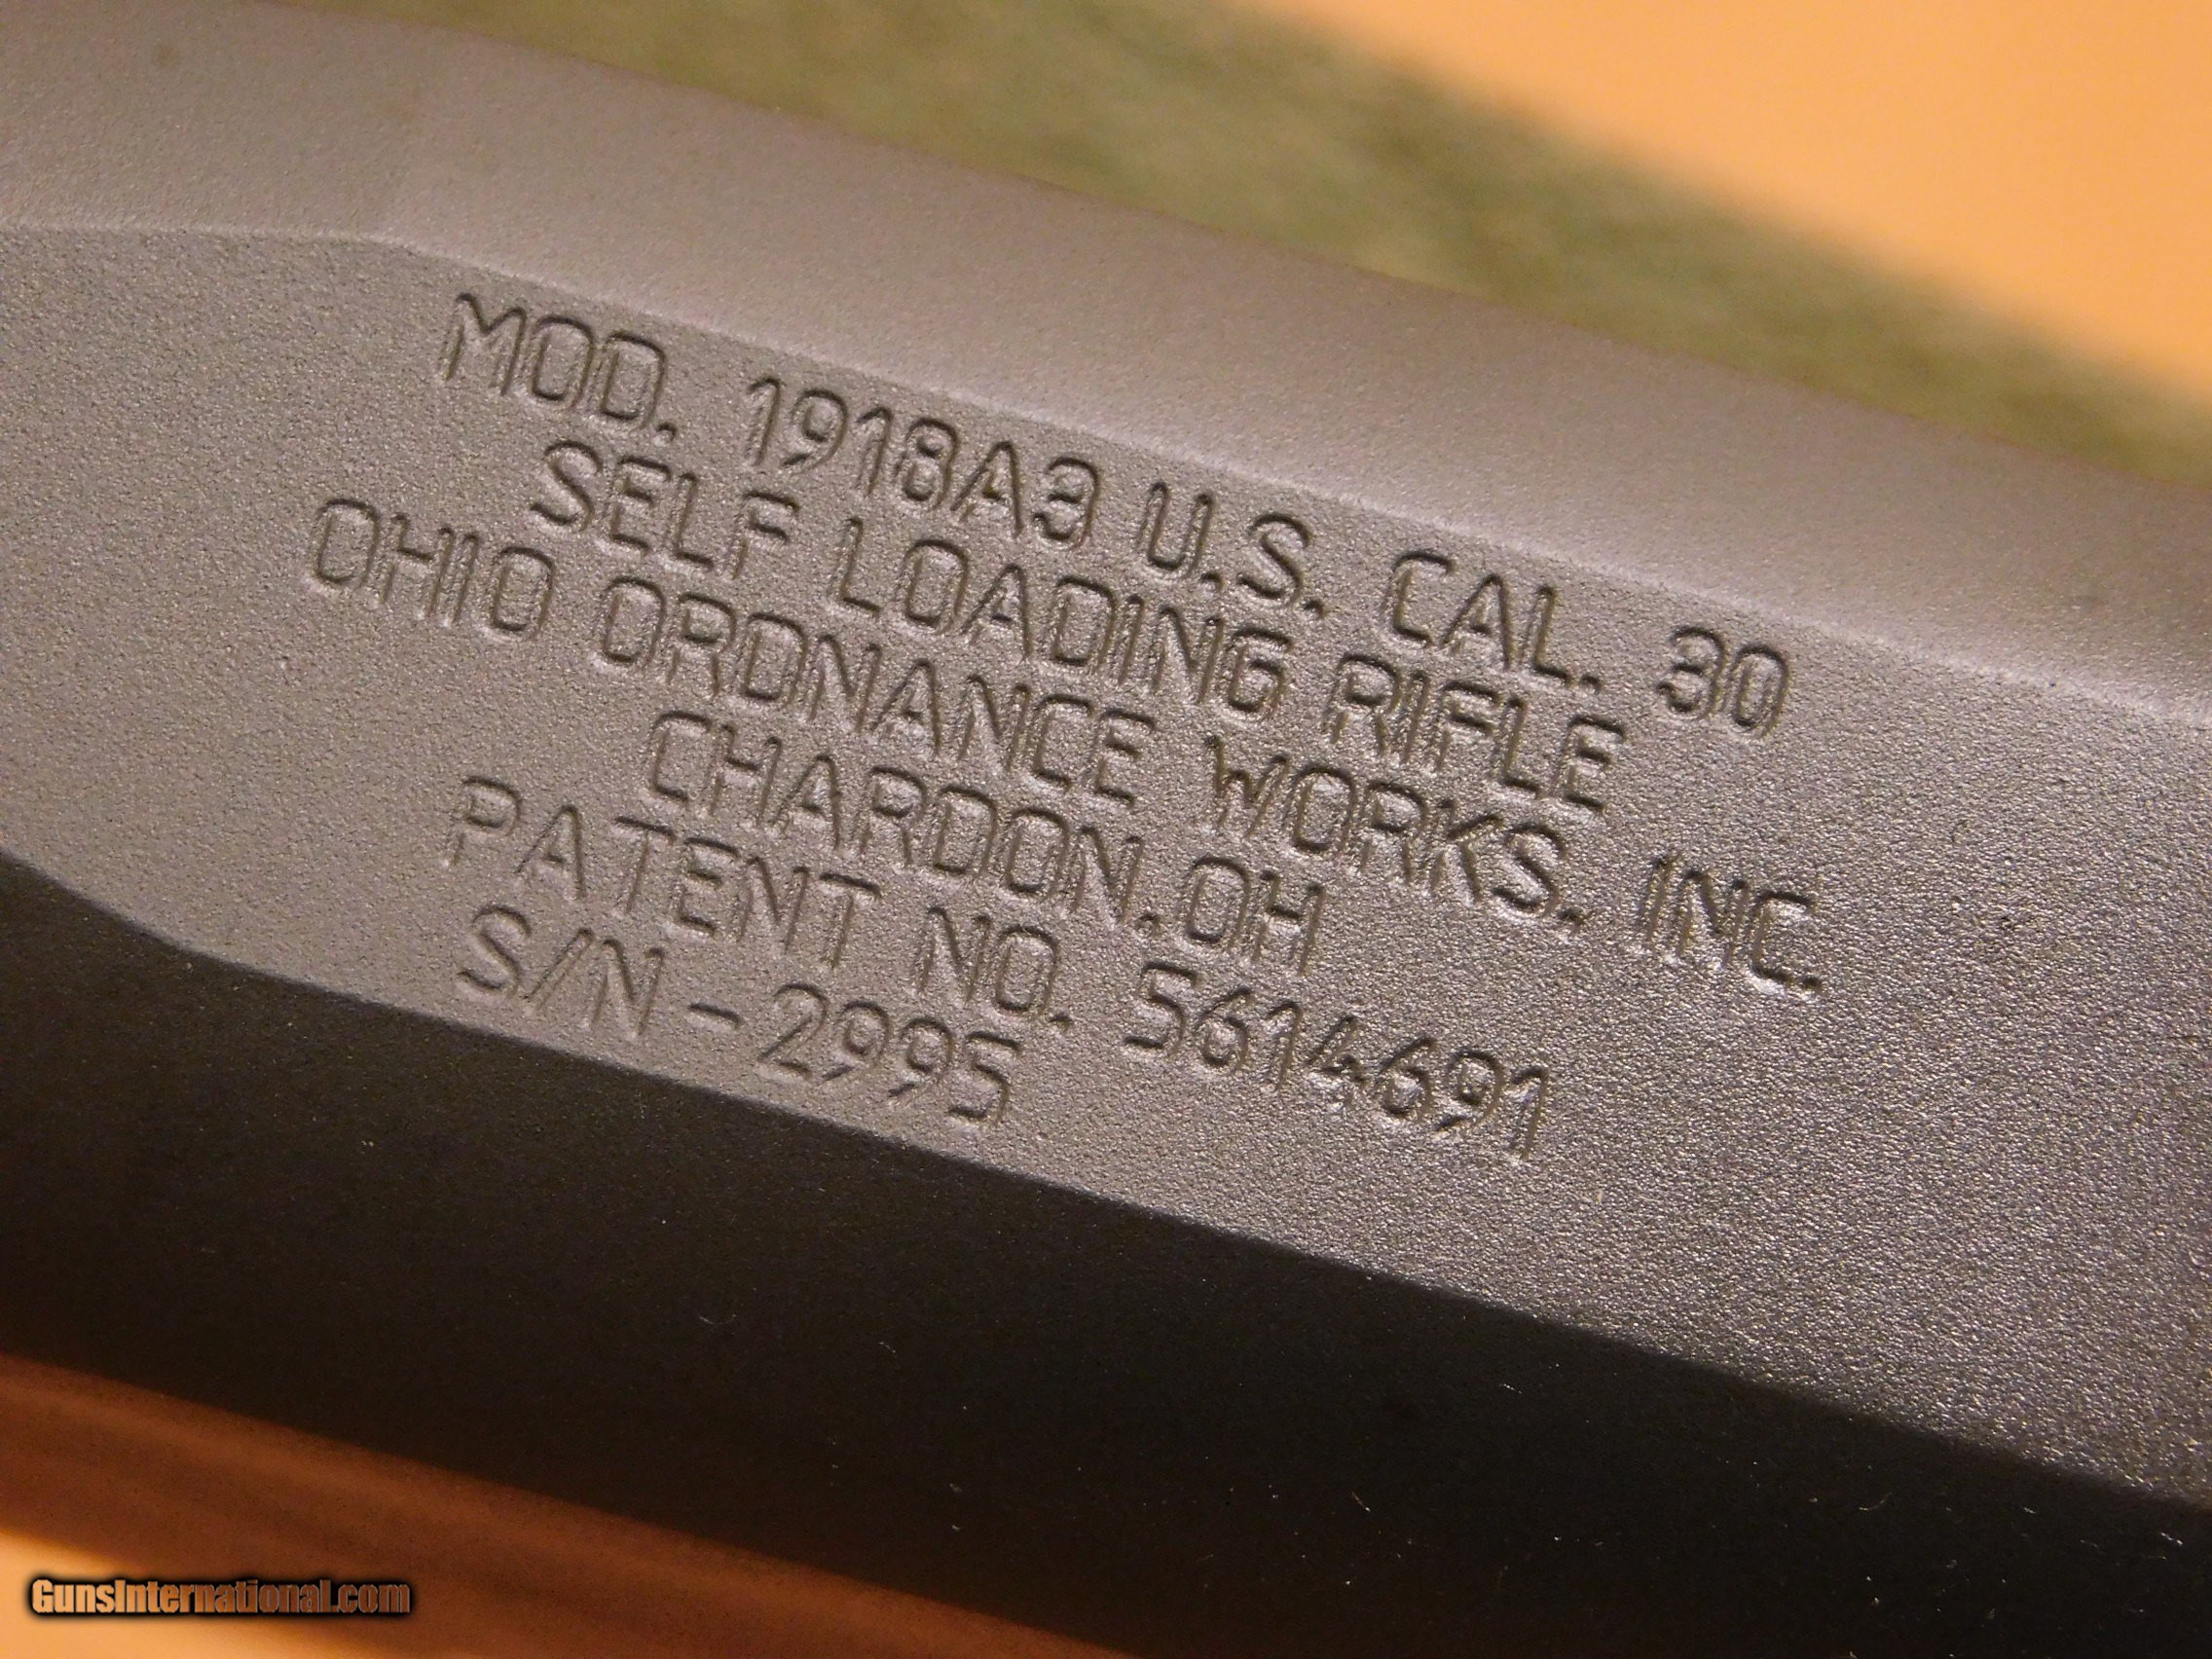 MOD. 1918A3 U.S. CAL. 30
SELF LOADING RIFLE
OHIO ORDNANCE WORKS, INC.
CHARDON, OH
PATENT NO. 5614691
S/N-2995
GunsInternational.com